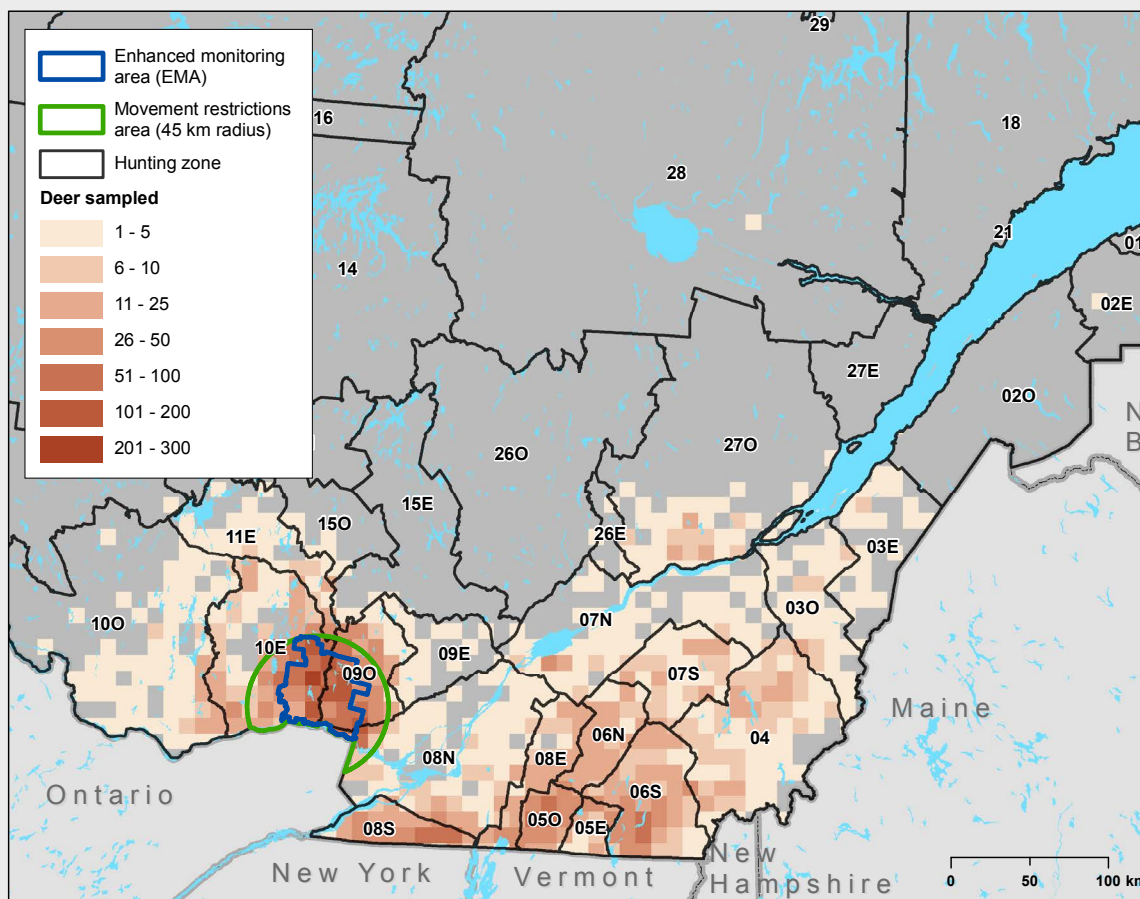 Enhanced monitoring
area (EMA)
Movement restrictions
area (45 km radius)
Hunting zone
Deer sampled
1 - 5
6 - 10
11 - 25
26 - 50
51 - 100
101 - 200
201 - 300
29
16
18
28
14
21
01
02E
27E
02O
N
B
27O
26O
15E
15O
11E
26E
03E
10O
07N
03O
10E
09O
09E
07S
Maine
04
06N
08N
08E
Ontario
06S
05O
05E
08S
New York
Vermont
New
Hampshire
0 50 100 km